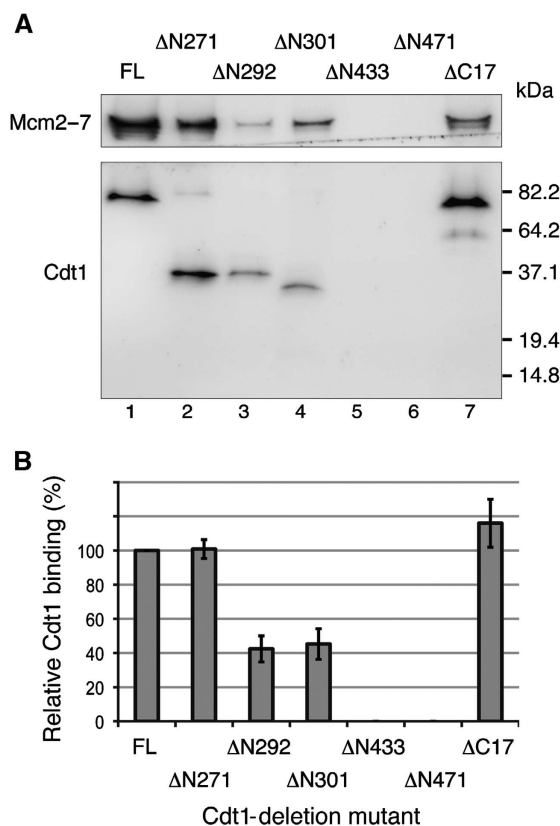 A
ΔN271 ΔN301 ΔN471
FL ΔN292 ΔN433 ΔC17
kDa
Mcm2–7
82.2
64.2
Cdt1
37.1
19.4
14.8
1 2 3 4 5 6 7
B
Relative Cdt1 binding (%)
100
80
60
40
20
0
FL ΔN292 ΔN433 ΔC17
ΔN271 ΔN301 ΔN471
Cdt1-deletion mutant